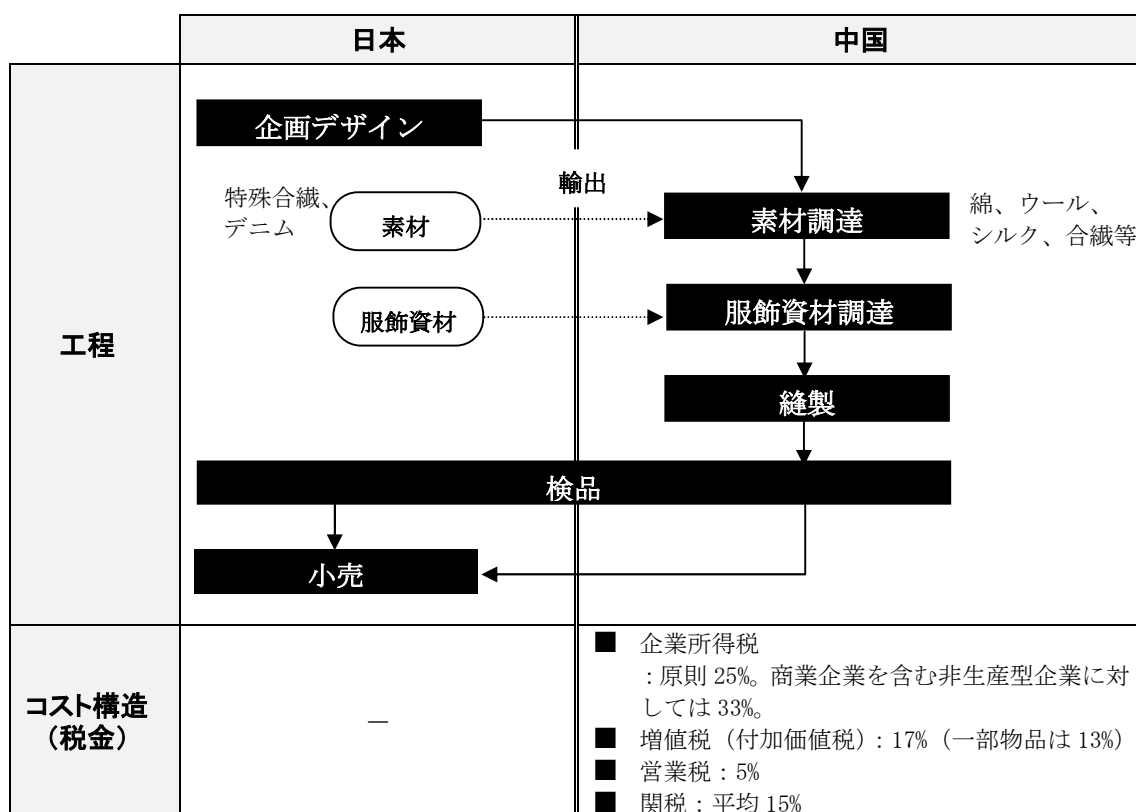 日本
中国
工程
企画デザイン
輸出
特殊合繊、
デニム
素材
素材調達
綿、ウール、
シルク、合繊等
服飾資材
服飾資材調達
縫製
検品
小売
コスト構造
（税金）
―
■ 企業所得税
：原則 25%。商業企業を含む非生産型企業に対
しては 33%。
■ 増値税（付加価値税）：17%（一部物品は 13%）
■ 営業税：5%
■ 関税：平均 15%